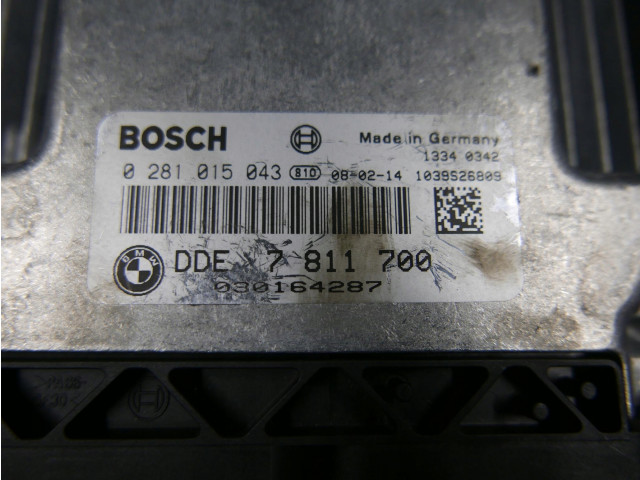 BOSCH Made in Germany
1334 0342
0 281 015 043 810 08-02-14 1039S26809
BMW DDE 7 811 700
030164287